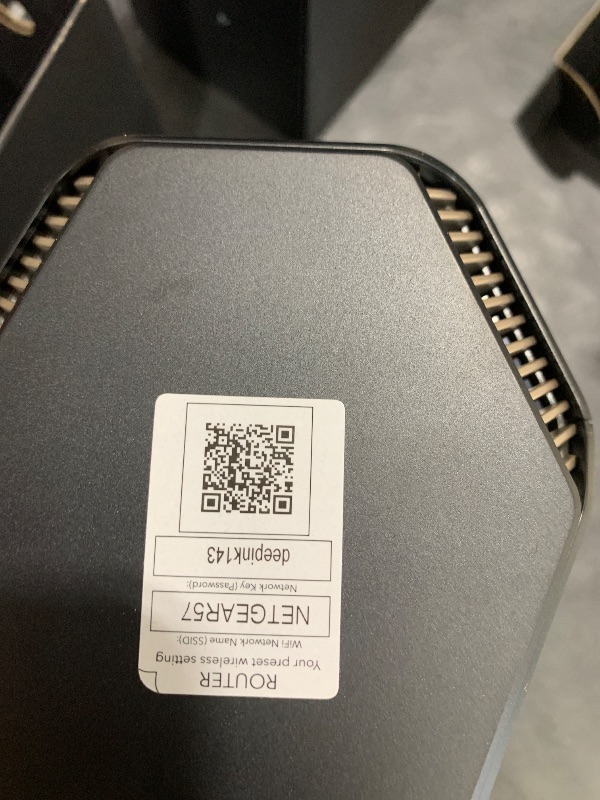 ROUTER
Your preset wireless setting
WiFi Network Name (SSID):
NETGEAR57
Network Key (Password):
deepink143